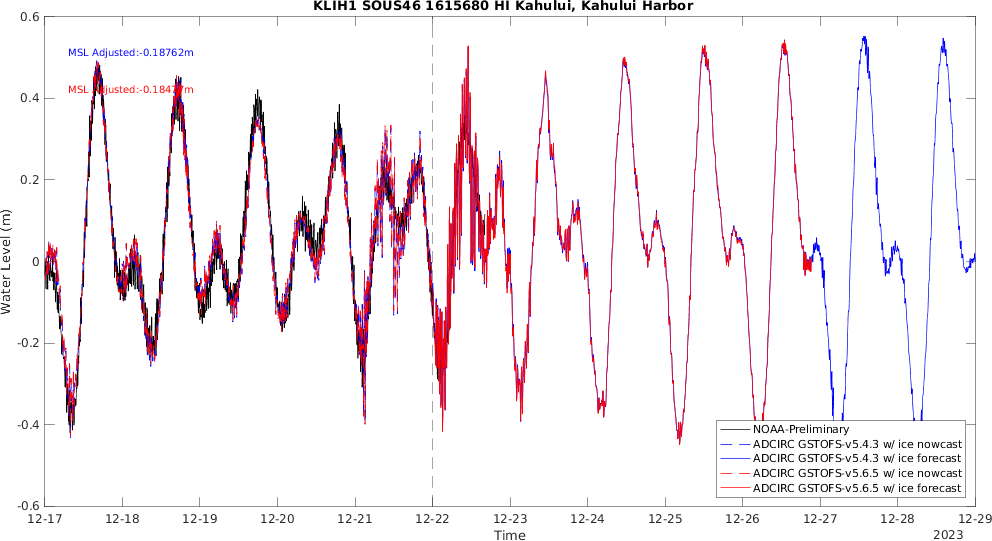 KLIH1 SOUS46 1615680 HI Kahului, Kahului Harbor
MSL Adjusted:-0.18762m
MSL Adjusted:-0.184 m
Water Level (m)
0.6
0.4
0.2
0
-0.2
-0.4
-0.6
NOAA-Preliminary
ADCIRC GSTOFS-v5.4.3 w/ ice nowcast
ADCIRC GSTOFS-v5.4.3 w/ ice forecast
ADCIRC GSTOFS-v5.6.5 w/ ice nowcast
ADCIRC GSTOFS-v5.6.5 w/ ice forecast
12-17 12-18 12-19 12-20 12-21 12-22 12-23 12-24 12-25 12-26 12-27 12-28 12-29
Time
2023